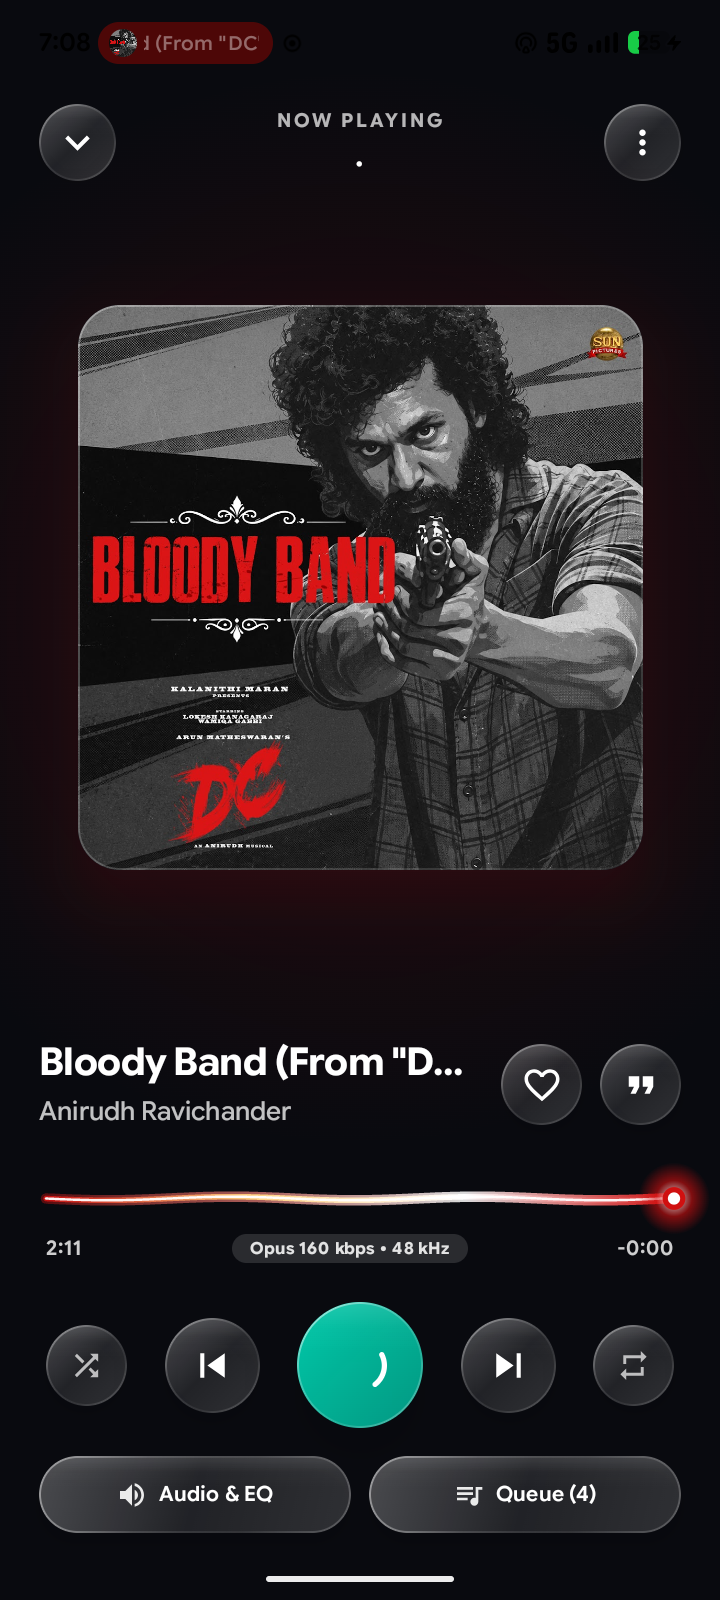 7:08
d (From "DC"
5G
25
NOW PLAYING
SUN
PICTURES
BLOODY BAND
KALANITHI MARAN
PRESENTS
STARRING
LOKESH KANAGARAJ
WAMIQA GABBI
ARUN MATHESWARAN'S
DC
AN ANIRUDH MUSICAL
Bloody Band (From "D...
Anirudh Ravichander
2:11
Opus 160 kbps • 48 kHz
-0:00
Audio & EQ
Queue (4)